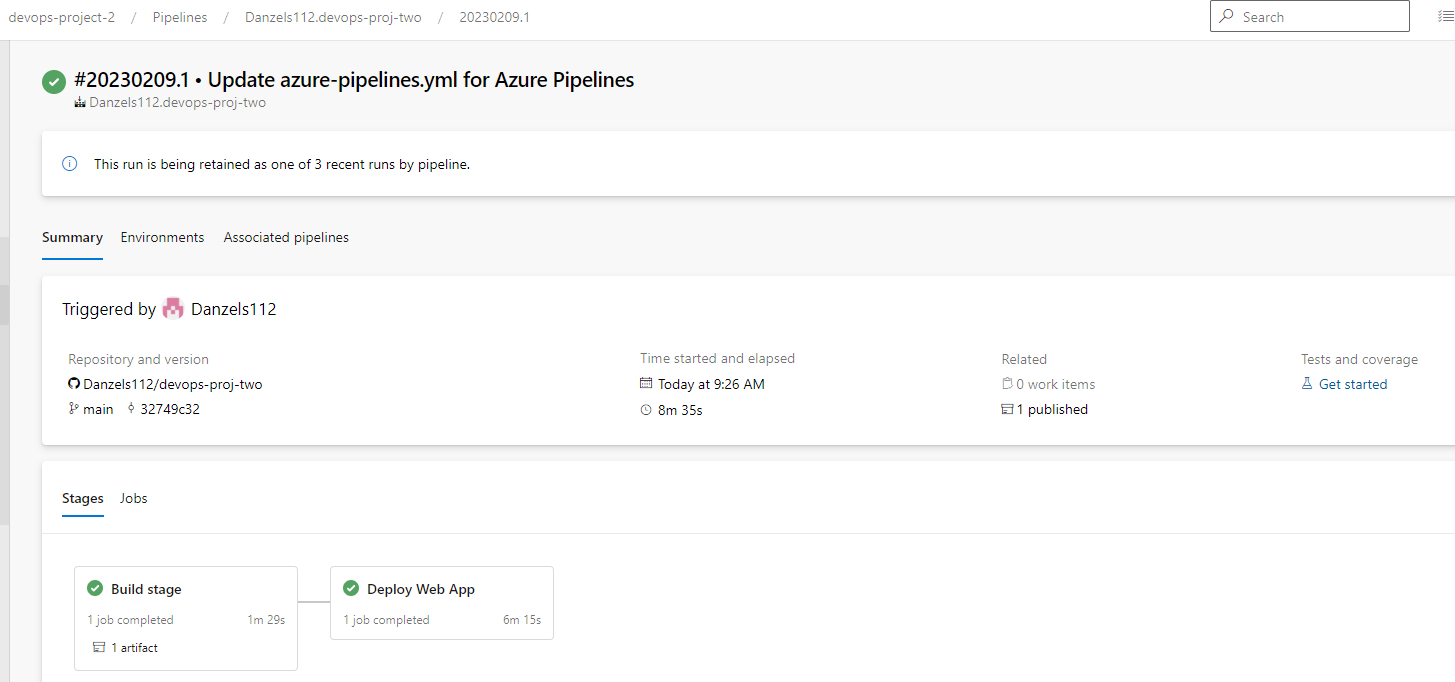 devops-project-2 / Pipelines / Danzels112.devops-proj-two / 20230209.1
Search
#20230209.1 • Update azure-pipelines.yml for Azure Pipelines
Danzels112.devops-proj-two
This run is being retained as one of 3 recent runs by pipeline.
Summary Environments Associated pipelines
Triggered by Danzels112
Repository and version
Danzels112/devops-proj-two
main 32749c32
Time started and elapsed
Today at 9:26 AM
8m 35s
Related
0 work items
1 published
Tests and coverage
Get started
Stages Jobs
Build stage
1 job completed 1m 29s
1 artifact
Deploy Web App
1 job completed 6m 15s